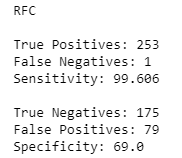 RFC
True Positives: 253
False Negatives: 1
Sensitivity: 99.606
True Negatives: 175
False Positives: 79
Specificity: 69.0